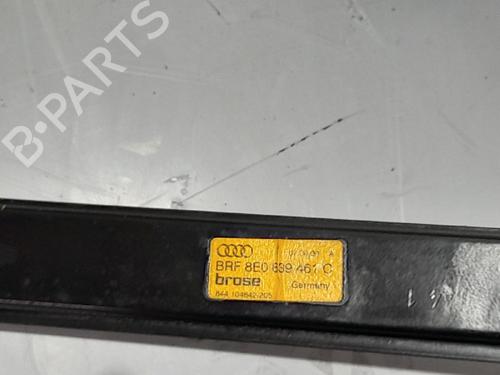 B-PARTS
BRF 8E0 839 461 C
brose
Germany
844 104642-205